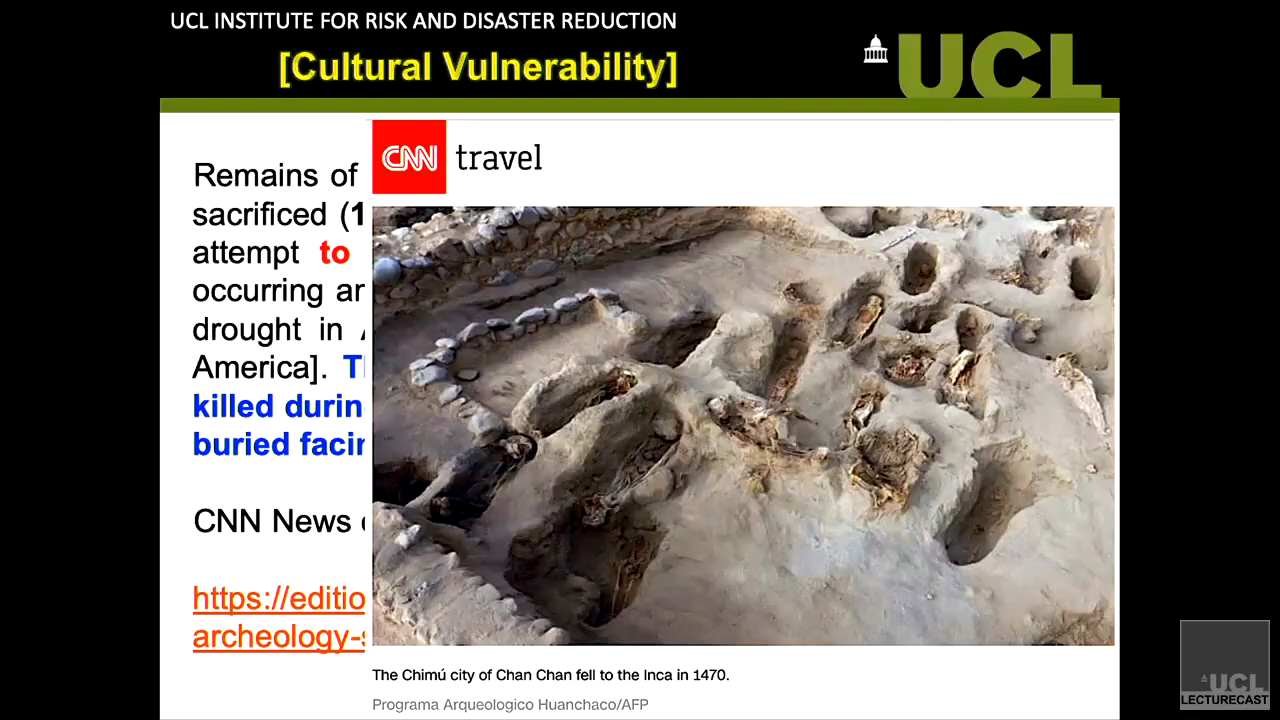 UCL INSTITUTE FOR RISK AND DISASTER REDUCTION
[Cultural Vulnerability]
UCL
CNN travel
Remains of
sacrificed (1
attempt to
occurring an
drought in
America].
killed durin
buried facin
CNN News
https://editio
archeology-s
The Chimú city of Chan Chan fell to the Inca in 1470.
Programa Arqueologico Huanchaco/AFP
UCL
LECTURECAST